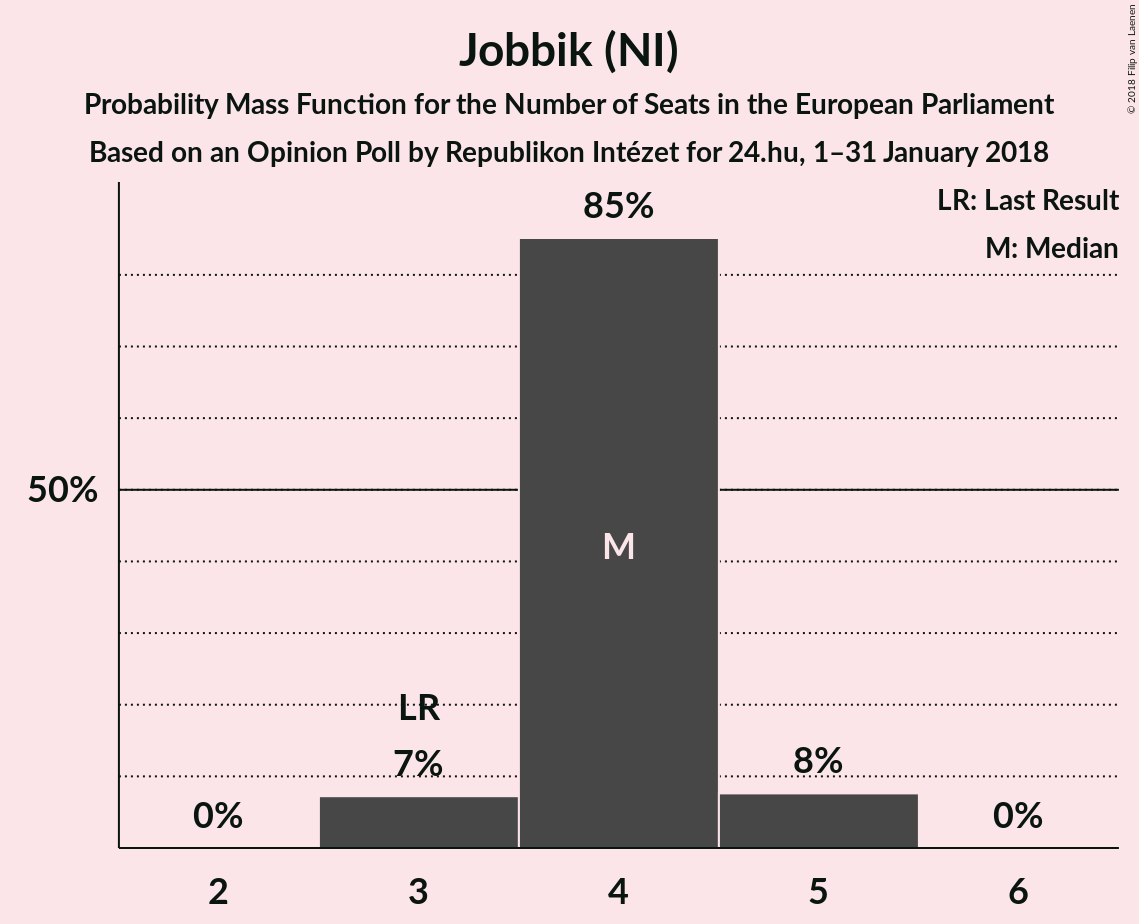 Jobbik (NI)
Probability Mass Function for the Number of Seats in the European Parliament
Based on an Opinion Poll by Republikon Intézet for 24.hu, 1–31 January 2018
© 2018 Filip van Laenen
LR: Last Result
M: Median
85%
50%
M
LR
7%
8%
0%
0%
2 3 4 5 6